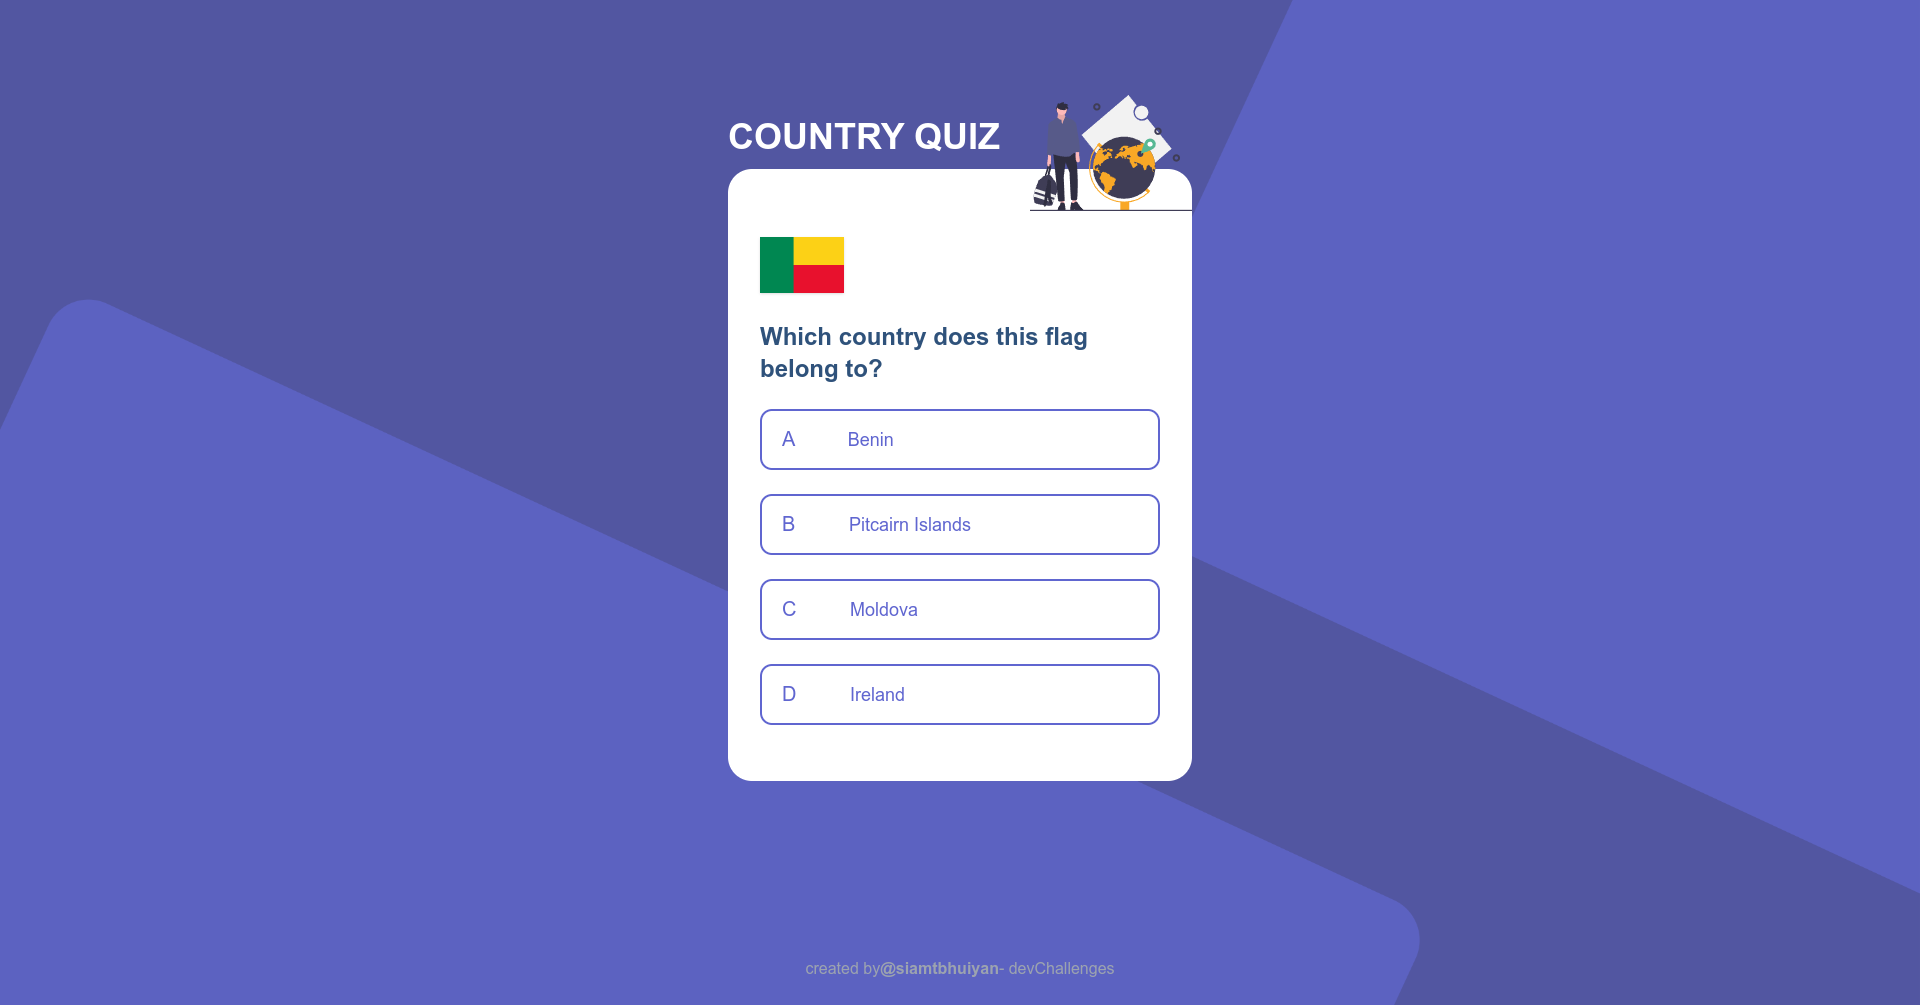 COUNTRY QUIZ
Which country does this flag
belong to?
A Benin
B Pitcairn Islands
C Moldova
D Ireland
created by@siamtbhuiyan- devChallenges